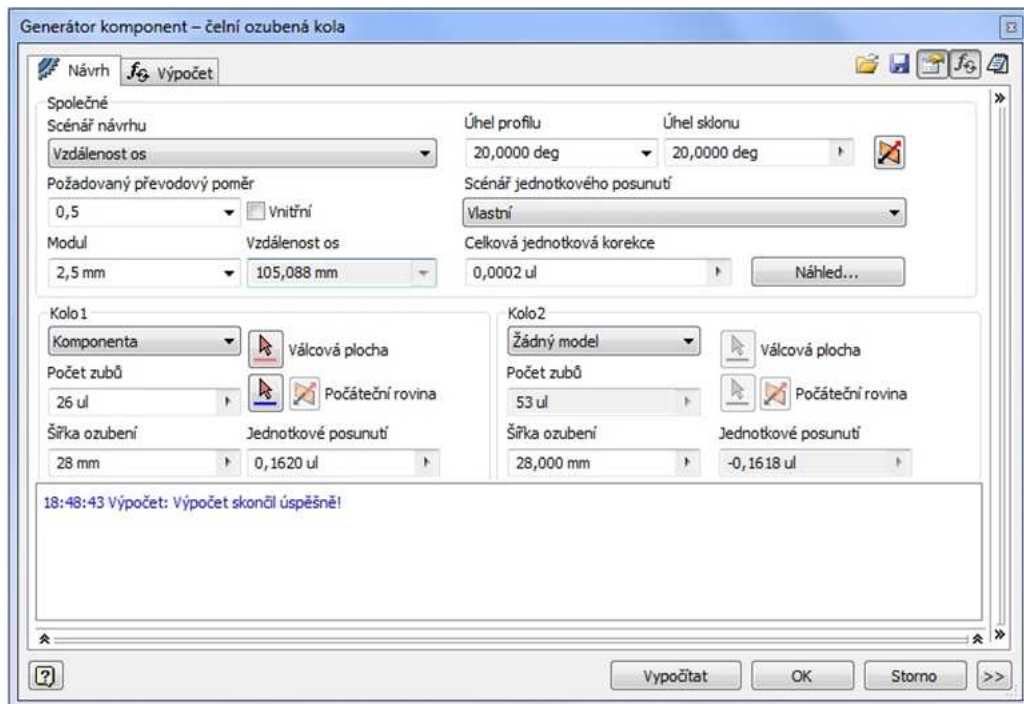 Generátor komponent – čelní ozubená kola
Návrh
Výpočet
Společné
Scénář návrhu
Úhel profilu
Úhel sklonu
Vzdálenost os
20,0000 deg
20,0000 deg
Požadovaný převodový poměr
Scénář jednotkového posunutí
0,5
Vnitřní
Vlastní
Modul
Vzdálenost os
Celková jednotková korekce
2,5 mm
105,088 mm
0,0002 ul
Náhled...
Kolo1
Komponenta
Válcová plocha
Počet zubů
Počáteční rovina
26 ul
Šířka ozubení
Jednotkové posunutí
28 mm
0,1620 ul
Kolo2
Žádný model
Válcová plocha
Počet zubů
Počáteční rovina
53 ul
Šířka ozubení
Jednotkové posunutí
28,000 mm
-0,1618 ul
18:48:43 Výpočet: Výpočet skončil úspěšně!
Vypočítat
OK
Storno
>>